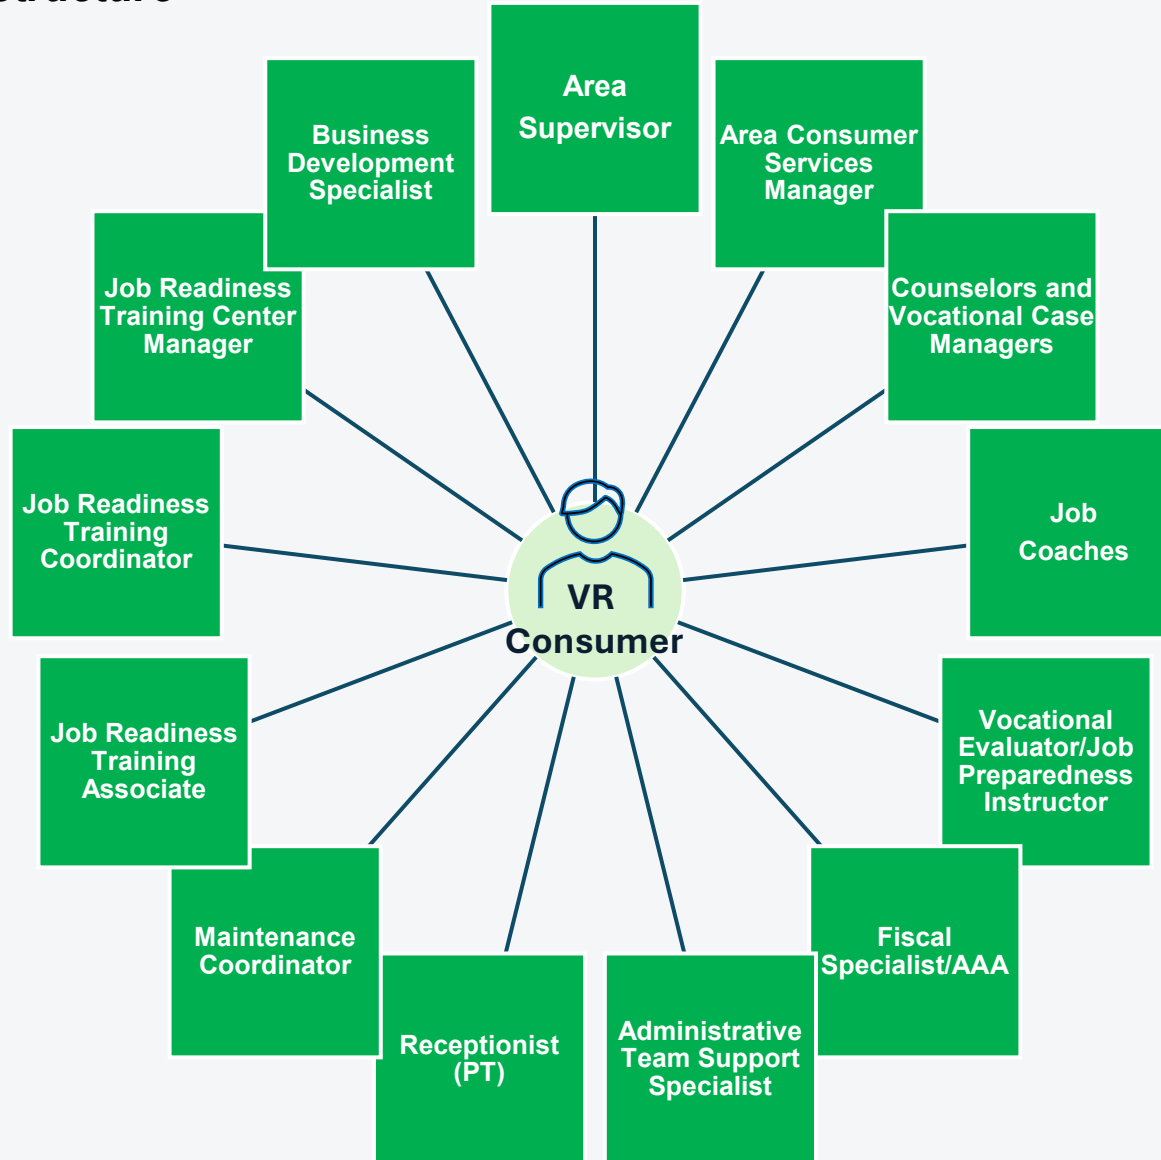 Area
Supervisor
Area Consumer
Services
Manager
Counselors and
Vocational Case
Managers
Job
Coaches
Vocational
Evaluator/Job
Preparedness
Instructor
Fiscal
Specialist/AAA
Administrative
Team Support
Specialist
Receptionist
(PT)
Maintenance
Coordinator
Job Readiness
Training
Associate
Job Readiness
Training
Coordinator
Job Readiness
Training Center
Manager
Business
Development
Specialist
VR
Consumer